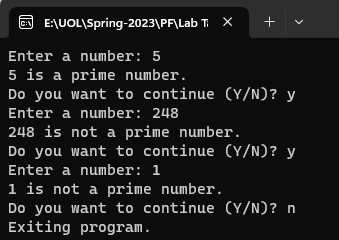 E:\UOL\Spring-2023\PF\Lab T
Enter a number: 5
5 is a prime number.
Do you want to continue (Y/N)? y
Enter a number: 248
248 is not a prime number.
Do you want to continue (Y/N)? y
Enter a number: 1
1 is not a prime number.
Do you want to continue (Y/N)? n
Exiting program.